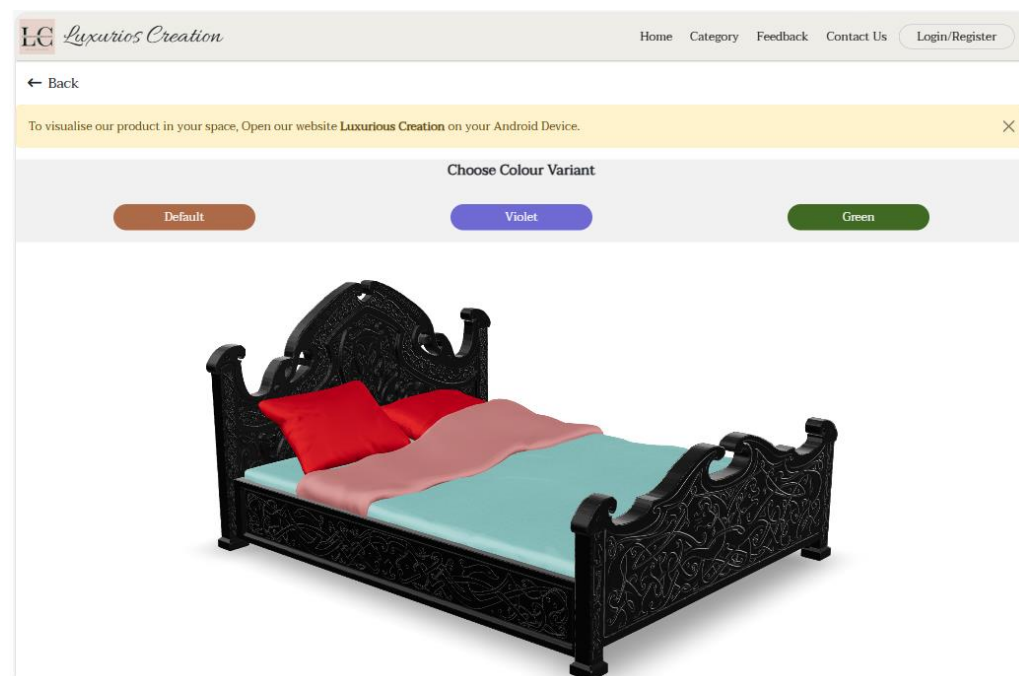 LC Luxurios Creation Home Category Feedback Contact Us Login/Register
← Back
To visualise our product in your space, Open our website Luxurious Creation on your Android Device. ×
Choose Colour Variant
Default Violet Green